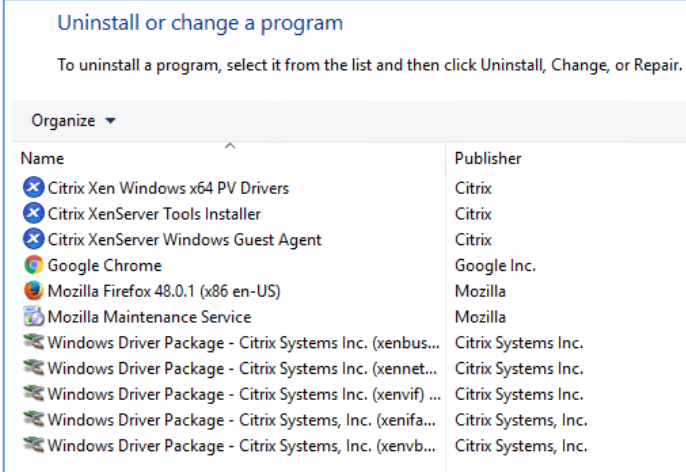 Uninstall or change a program
To uninstall a program, select it from the list and then click Uninstall, Change, or Repair.
Organize
Name Publisher
Citrix Xen Windows x64 PV Drivers Citrix
Citrix XenServer Tools Installer Citrix
Citrix XenServer Windows Guest Agent Citrix
Google Chrome Google Inc.
Mozilla Firefox 48.0.1 (x86 en-US) Mozilla
Mozilla Maintenance Service Mozilla
Windows Driver Package - Citrix Systems Inc. (xenbus... Citrix Systems Inc.
Windows Driver Package - Citrix Systems Inc. (xennet... Citrix Systems Inc.
Windows Driver Package - Citrix Systems Inc. (xenvif) ... Citrix Systems Inc.
Windows Driver Package - Citrix Systems, Inc. (xenifa... Citrix Systems, Inc.
Windows Driver Package - Citrix Systems, Inc. (xenvb... Citrix Systems, Inc.